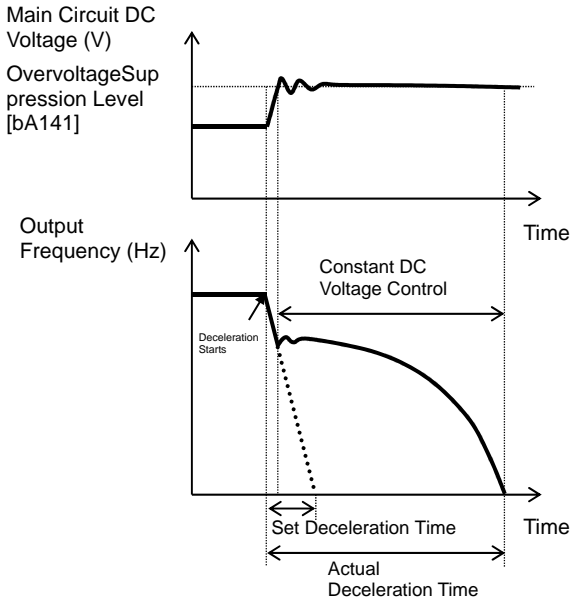 Main Circuit DC
Voltage (V)
OvervoltageSup
pression Level
[bA141]
Time
Output
Frequency (Hz)
Constant DC
Voltage Control
Deceleration
Starts
Set Deceleration Time
Time
Actual
Deceleration Time